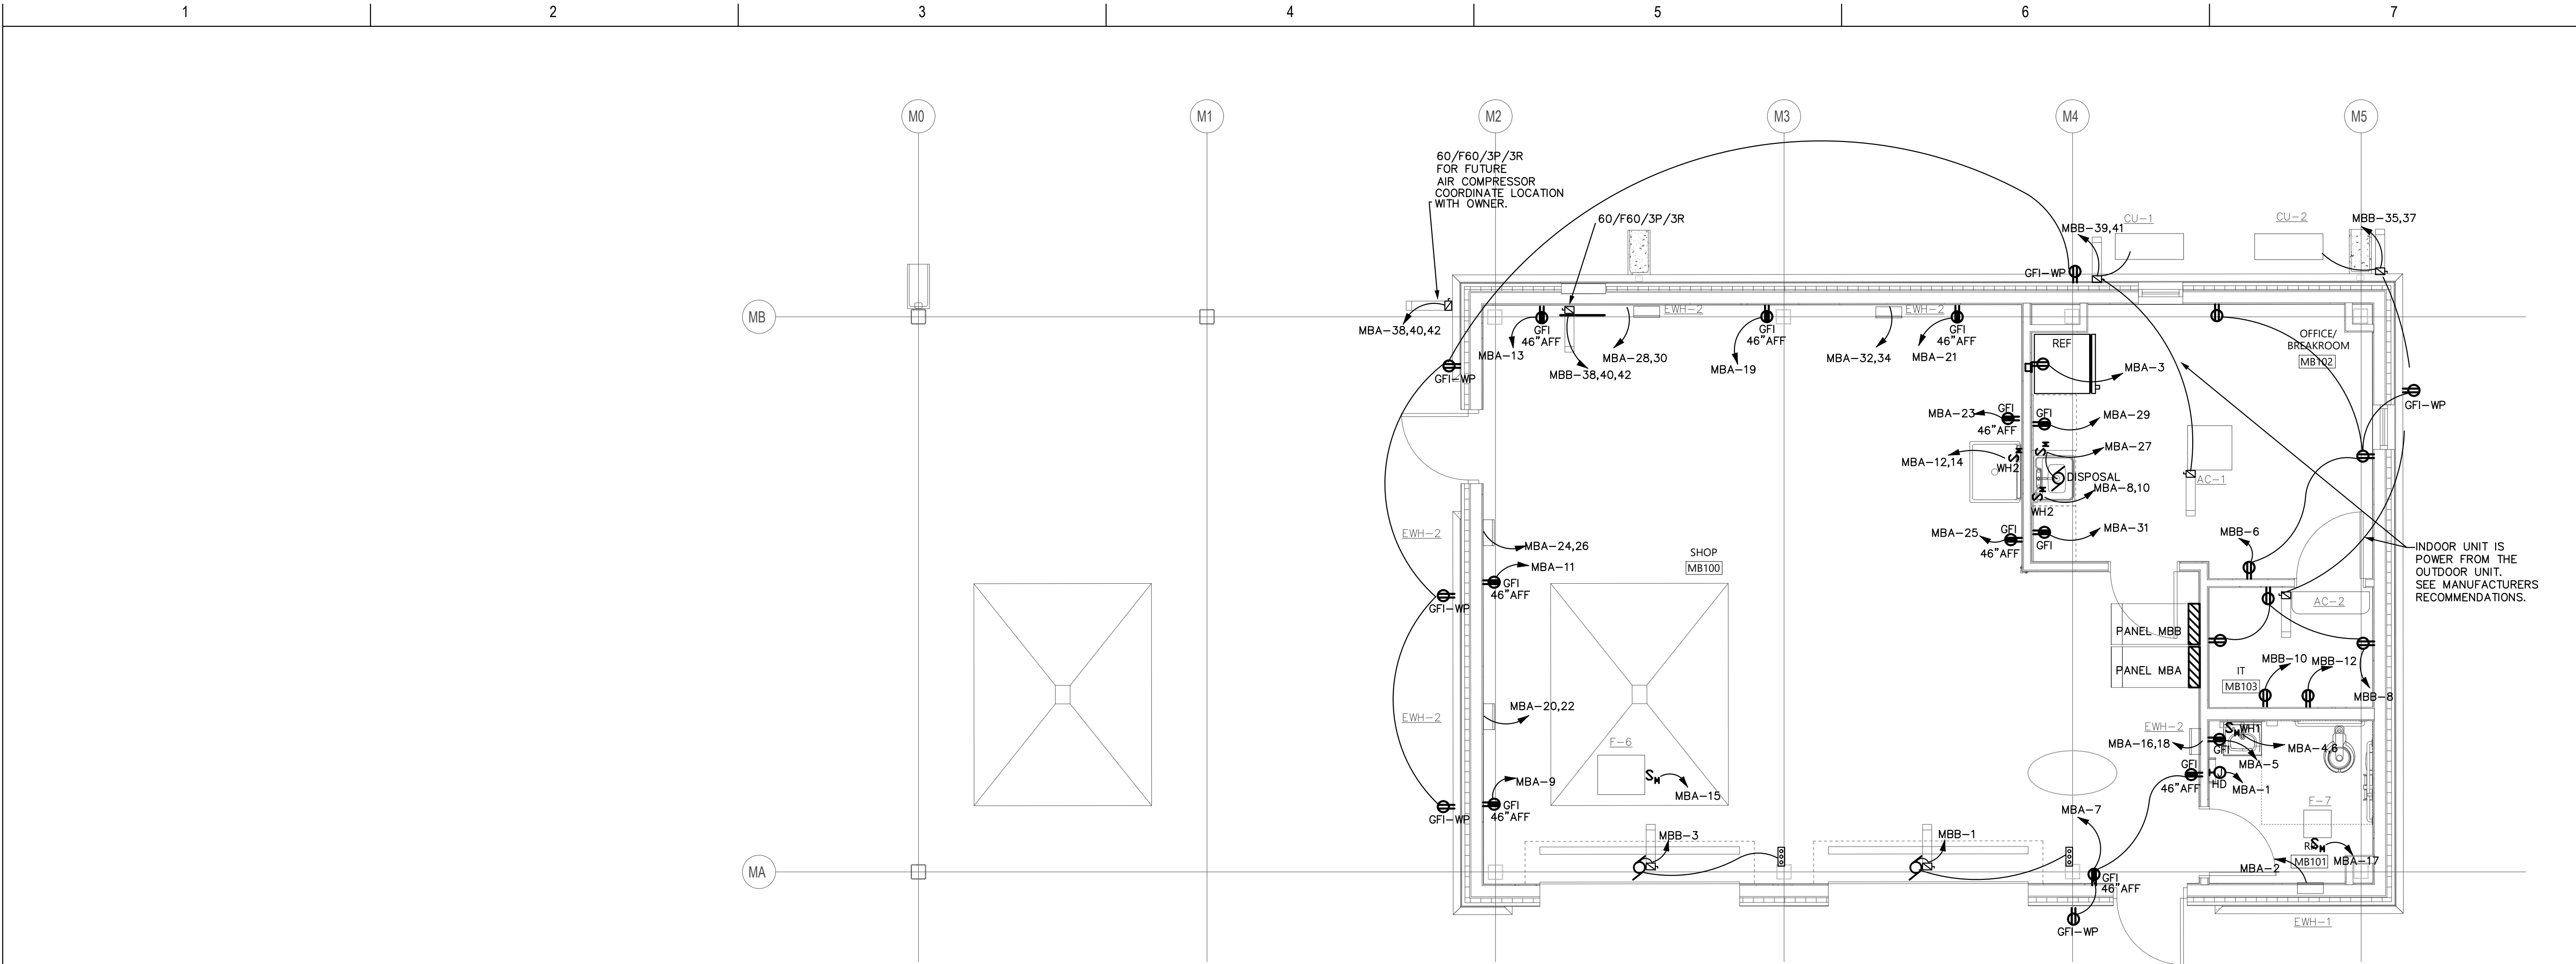 1
2
3
4
5
6
7
M0
M1
M2
M3
M4
M5
60/F60/3P/3R
FOR FUTURE
AIR COMPRESSOR
COORDINATE LOCATION
WITH OWNER.
60/F60/3P/3R
CU-1
CU-2
MBB-35,37
MBB-39,41
GFI-WP
MB
MBA-38,40,42
EWH-2
EWH-2
GFI
46"AFF
GFI
46"AFF
GFI
46"AFF
MBA-13
MBA-28,30
MBB-38,40,42
MBA-19
MBA-32,34
MBA-21
REF
OFFICE/
BREAKROOM
MB102
MBA-3
GFI-WP
GFI-WP
MBA-23
GFI
46"AFF
GFI
MBA-29
MBA-27
MBA-12,14
S
M
WH2
S
M
DISPOSAL
MBA-8,10
S
M
WH2
AC-1
EWH-2
MBA-24,26
MBA-25
GFI
46"AFF
GFI
MBA-31
MBB-6
SHOP
MB100
INDOOR UNIT IS
POWER FROM THE
OUTDOOR UNIT.
SEE MANUFACTURERS
RECOMMENDATIONS.
MBA-11
GFI
46"AFF
GFI-WP
AC-2
PANEL MBB
PANEL MBA
IT
MB103
MBB-10
MBB-12
MBB-8
EWH-2
MBA-20,22
EWH-2
MBA-16,18
S
M
WH1
GFI
MBA-4,6
MBA-5
F-6
S
M
MBA-15
MBA-9
GFI
46"AFF
GFI-WP
GFI
46"AFF
J
HD
MBA-1
F-7
MBA-7
MBB-3
MBB-1
S
M
MB101
MBA-17
MBA-2
MA
GFI
46"AFF
GFI-WP
EWH-1